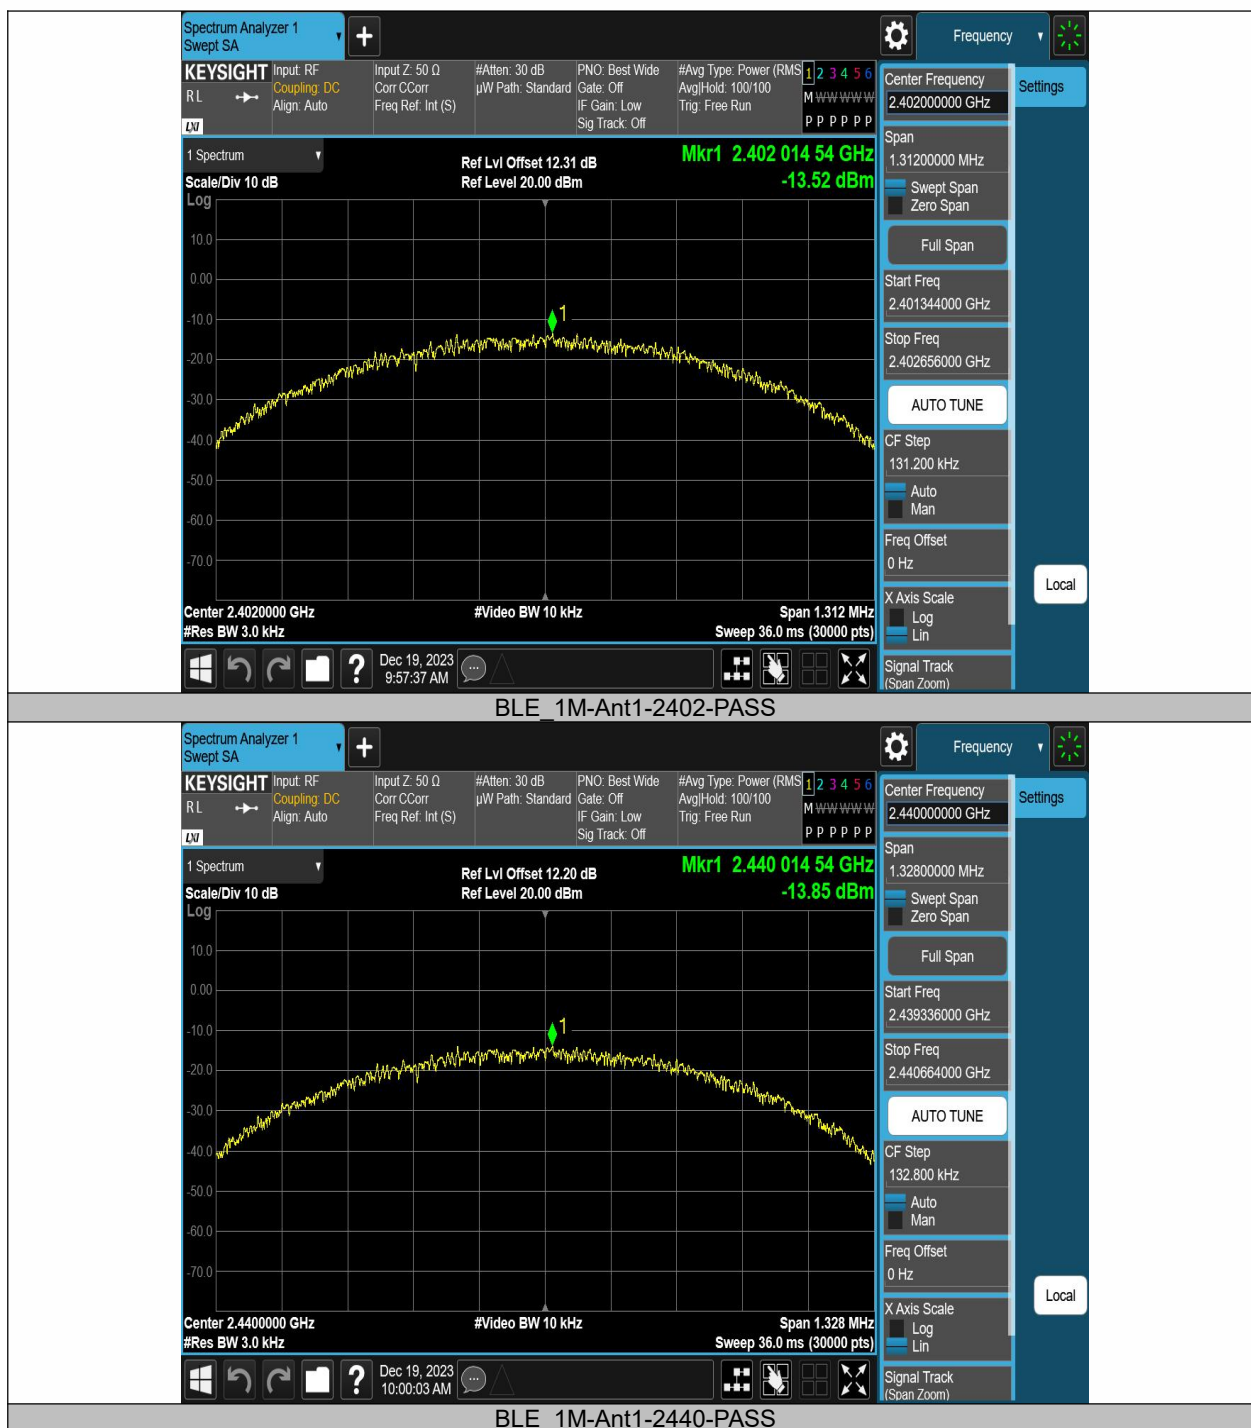 Spectrum Analyzer 1
Swept SA
+
Frequency
KEYSIGHT
RL
LXI
Input: RF
Coupling: DC
Align: Auto
Input Z: 50 Ω
Corr CCorr
Freq Ref: Int (S)
#Atten: 30 dB
µW Path: Standard
PNO: Best Wide
Gate: Off
IF Gain: Low
Sig Track: Off
#Avg Type: Power (RMS
Avg|Hold: 100/100
Trig: Free Run
1 2 3 4 5 6
M W W W W W
P P P P P P
1 Spectrum
Scale/Div 10 dB
Log
Ref Lvl Offset 12.31 dB
Ref Level 20.00 dBm
Mkr1 2.402 014 54 GHz
-13.52 dBm
1
10.0
0.00
-10.0
-20.0
-30.0
-40.0
-50.0
-60.0
-70.0
Center 2.4020000 GHz
#Res BW 3.0 kHz
#Video BW 10 kHz
Span 1.312 MHz
Sweep 36.0 ms (30000 pts)
?
Dec 19, 2023
9:57:37 AM
Center Frequency
2.402000000 GHz
Settings
Span
1.31200000 MHz
Swept Span
Zero Span
Full Span
Start Freq
2.401344000 GHz
Stop Freq
2.402656000 GHz
AUTO TUNE
CF Step
131.200 kHz
Auto
Man
Freq Offset
0 Hz
Local
X Axis Scale
Log
Lin
Signal Track
(Span Zoom)
BLE_1M-Ant1-2402-PASS
Spectrum Analyzer 1
Swept SA
+
Frequency
KEYSIGHT
RL
LXI
Input: RF
Coupling: DC
Align: Auto
Input Z: 50 Ω
Corr CCorr
Freq Ref: Int (S)
#Atten: 30 dB
µW Path: Standard
PNO: Best Wide
Gate: Off
IF Gain: Low
Sig Track: Off
#Avg Type: Power (RMS
Avg|Hold: 100/100
Trig: Free Run
1 2 3 4 5 6
M W W W W W
P P P P P P
1 Spectrum
Scale/Div 10 dB
Log
Ref Lvl Offset 12.20 dB
Ref Level 20.00 dBm
Mkr1 2.440 014 54 GHz
-13.85 dBm
1
10.0
0.00
-10.0
-20.0
-30.0
-40.0
-50.0
-60.0
-70.0
Center 2.4400000 GHz
#Res BW 3.0 kHz
#Video BW 10 kHz
Span 1.328 MHz
Sweep 36.0 ms (30000 pts)
?
Dec 19, 2023
10:00:03 AM
Center Frequency
2.440000000 GHz
Settings
Span
1.32800000 MHz
Swept Span
Zero Span
Full Span
Start Freq
2.439336000 GHz
Stop Freq
2.440664000 GHz
AUTO TUNE
CF Step
132.800 kHz
Auto
Man
Freq Offset
0 Hz
Local
X Axis Scale
Log
Lin
Signal Track
(Span Zoom)
BLE_1M-Ant1-2440-PASS